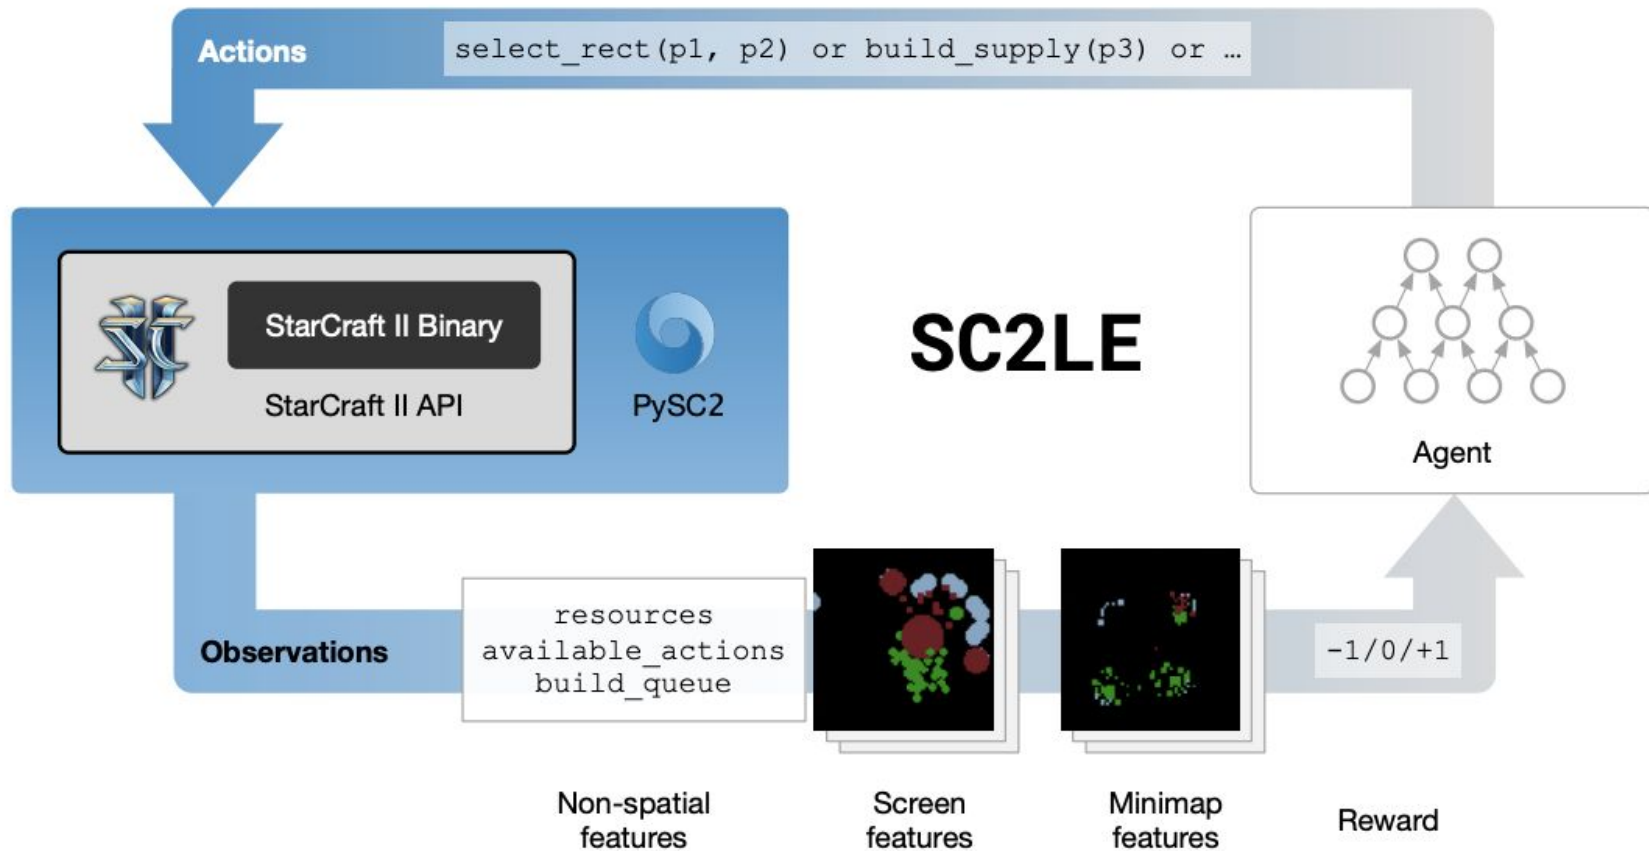 Actions
select_rect(p1, p2) or build_supply(p3) or …
SC
StarCraft II Binary
StarCraft II API
PySC2
SC2LE
Agent
Observations
resources
available_actions
build_queue
-1/0/+1
Non-spatial
features
Screen
features
Minimap
features
Reward